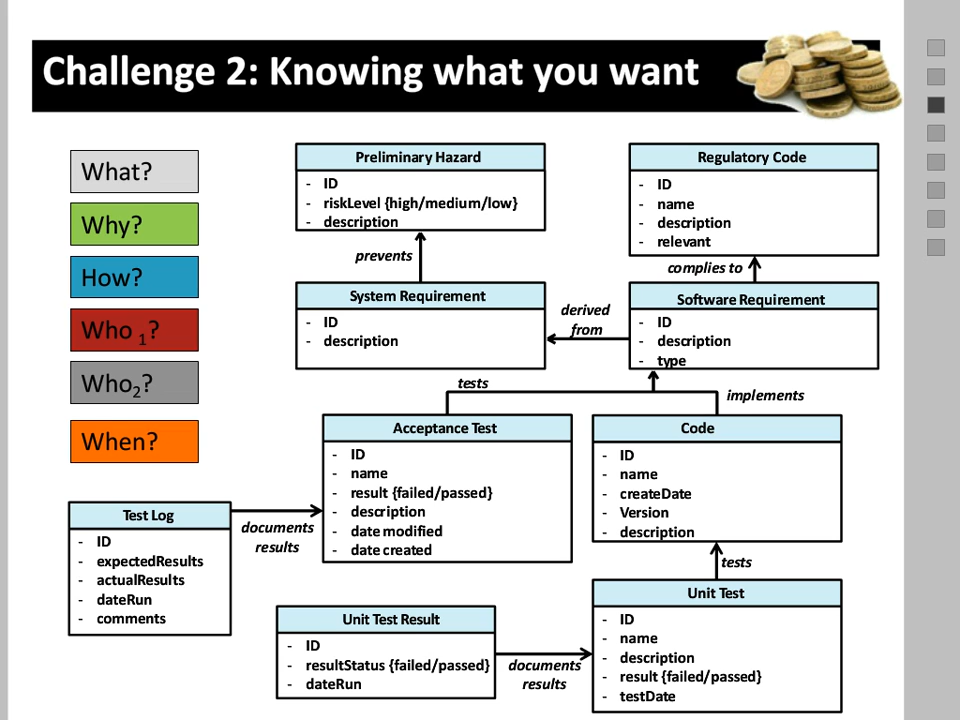 Challenge 2: Knowing what you want
What?
Why?
How?
Who 1?
Who2?
When?
Preliminary Hazard
- ID
- riskLevel {high/medium/low}
- description
Regulatory Code
- ID
- name
- description
- relevant
prevents
complies to
System Requirement
- ID
- description
derived
from
Software Requirement
- ID
- description
- type
tests
implements
Acceptance Test
- ID
- name
- result {failed/passed}
- description
- date modified
- date created
Code
- ID
- name
- createDate
- Version
- description
Test Log
- ID
- expectedResults
- actualResults
- dateRun
- comments
documents
results
tests
Unit Test Result
- ID
- resultStatus {failed/passed}
- dateRun
documents
results
Unit Test
- ID
- name
- description
- result {failed/passed}
- testDate